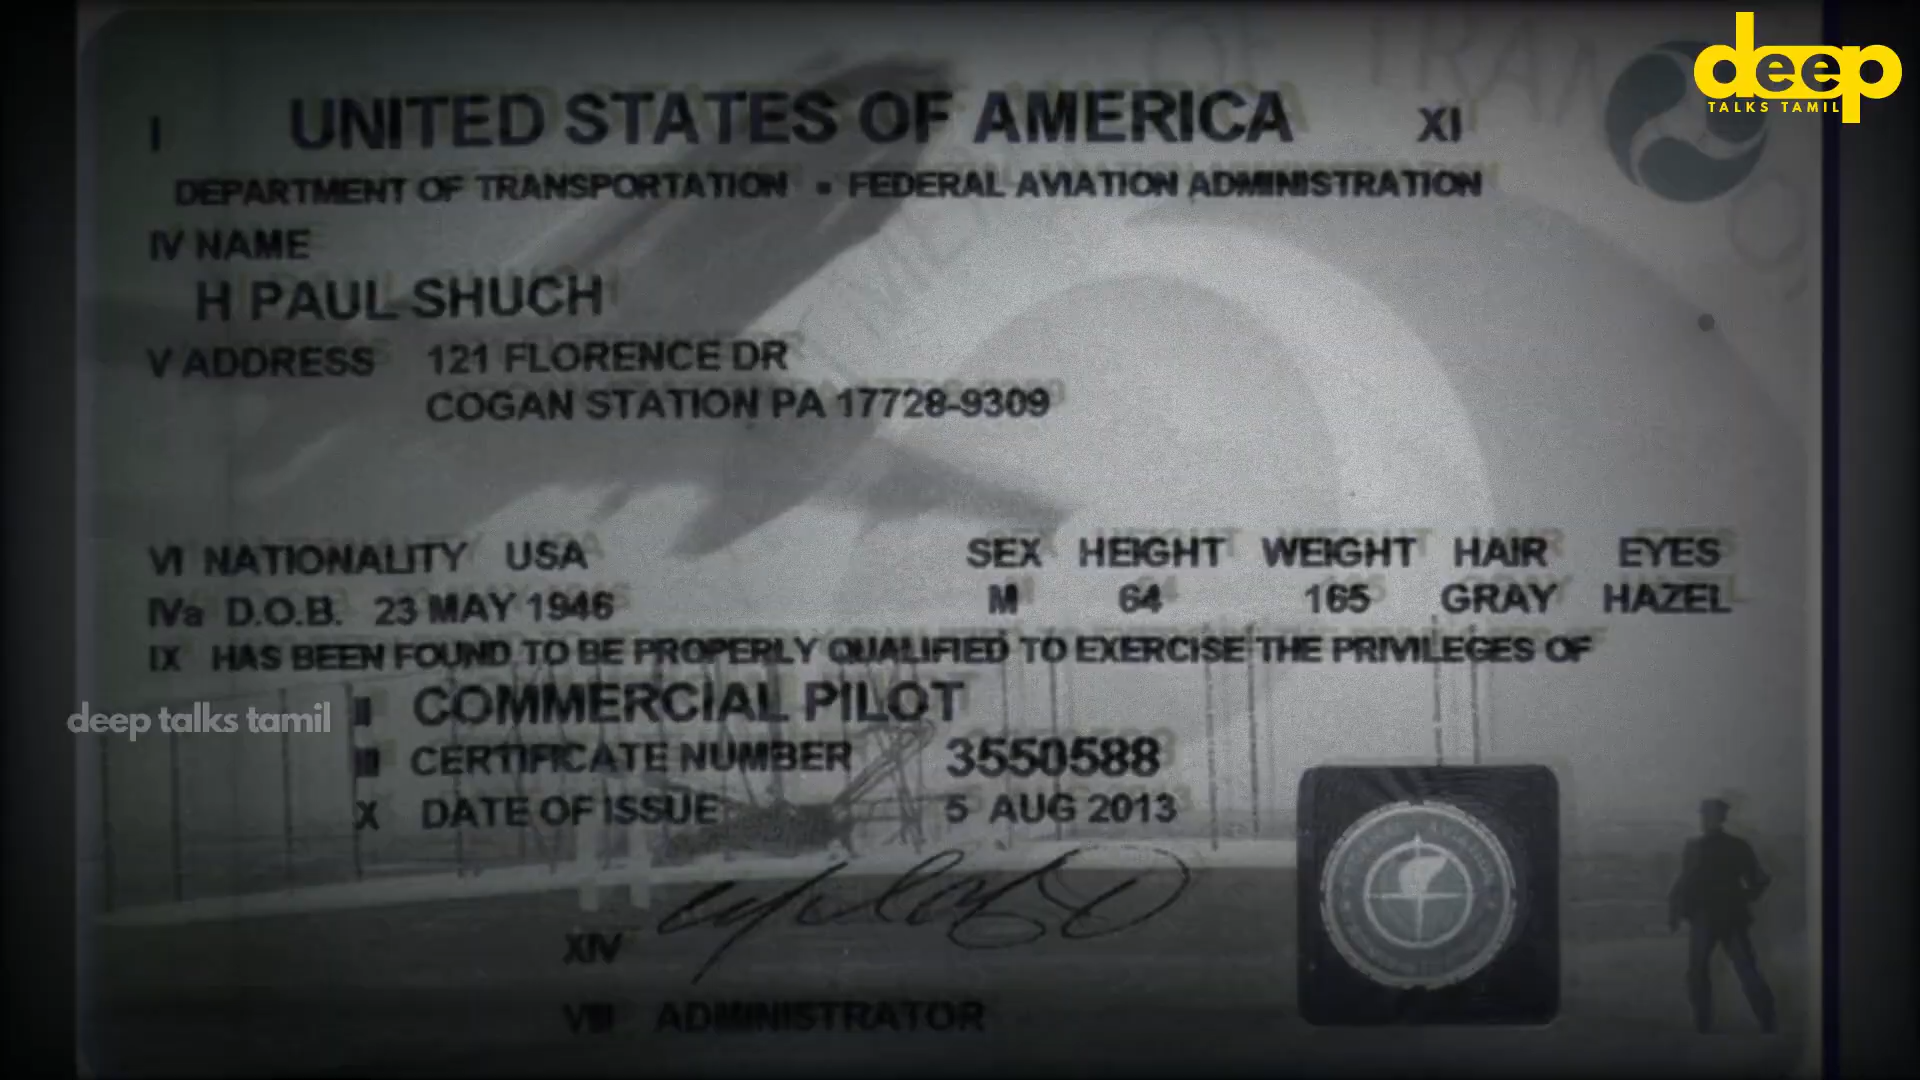 deep
TALKS TAMIL
I UNITED STATES OF AMERICA XI
DEPARTMENT OF TRANSPORTATION • FEDERAL AVIATION ADMINISTRATION
IV NAME
H PAUL SHUCH
V ADDRESS 121 FLORENCE DR
COGAN STATION PA 17728-9309
VI NATIONALITY USA SEX HEIGHT WEIGHT HAIR EYES
IVa D.O.B. 23 MAY 1946 M 64 165 GRAY HAZEL
IX HAS BEEN FOUND TO BE PROPERLY QUALIFIED TO EXERCISE THE PRIVILEGES OF
II COMMERCIAL PILOT
deep talks tamil
III CERTIFICATE NUMBER 3550588
X DATE OF ISSUE 5 AUG 2013
XIV
VIII ADMINISTRATOR